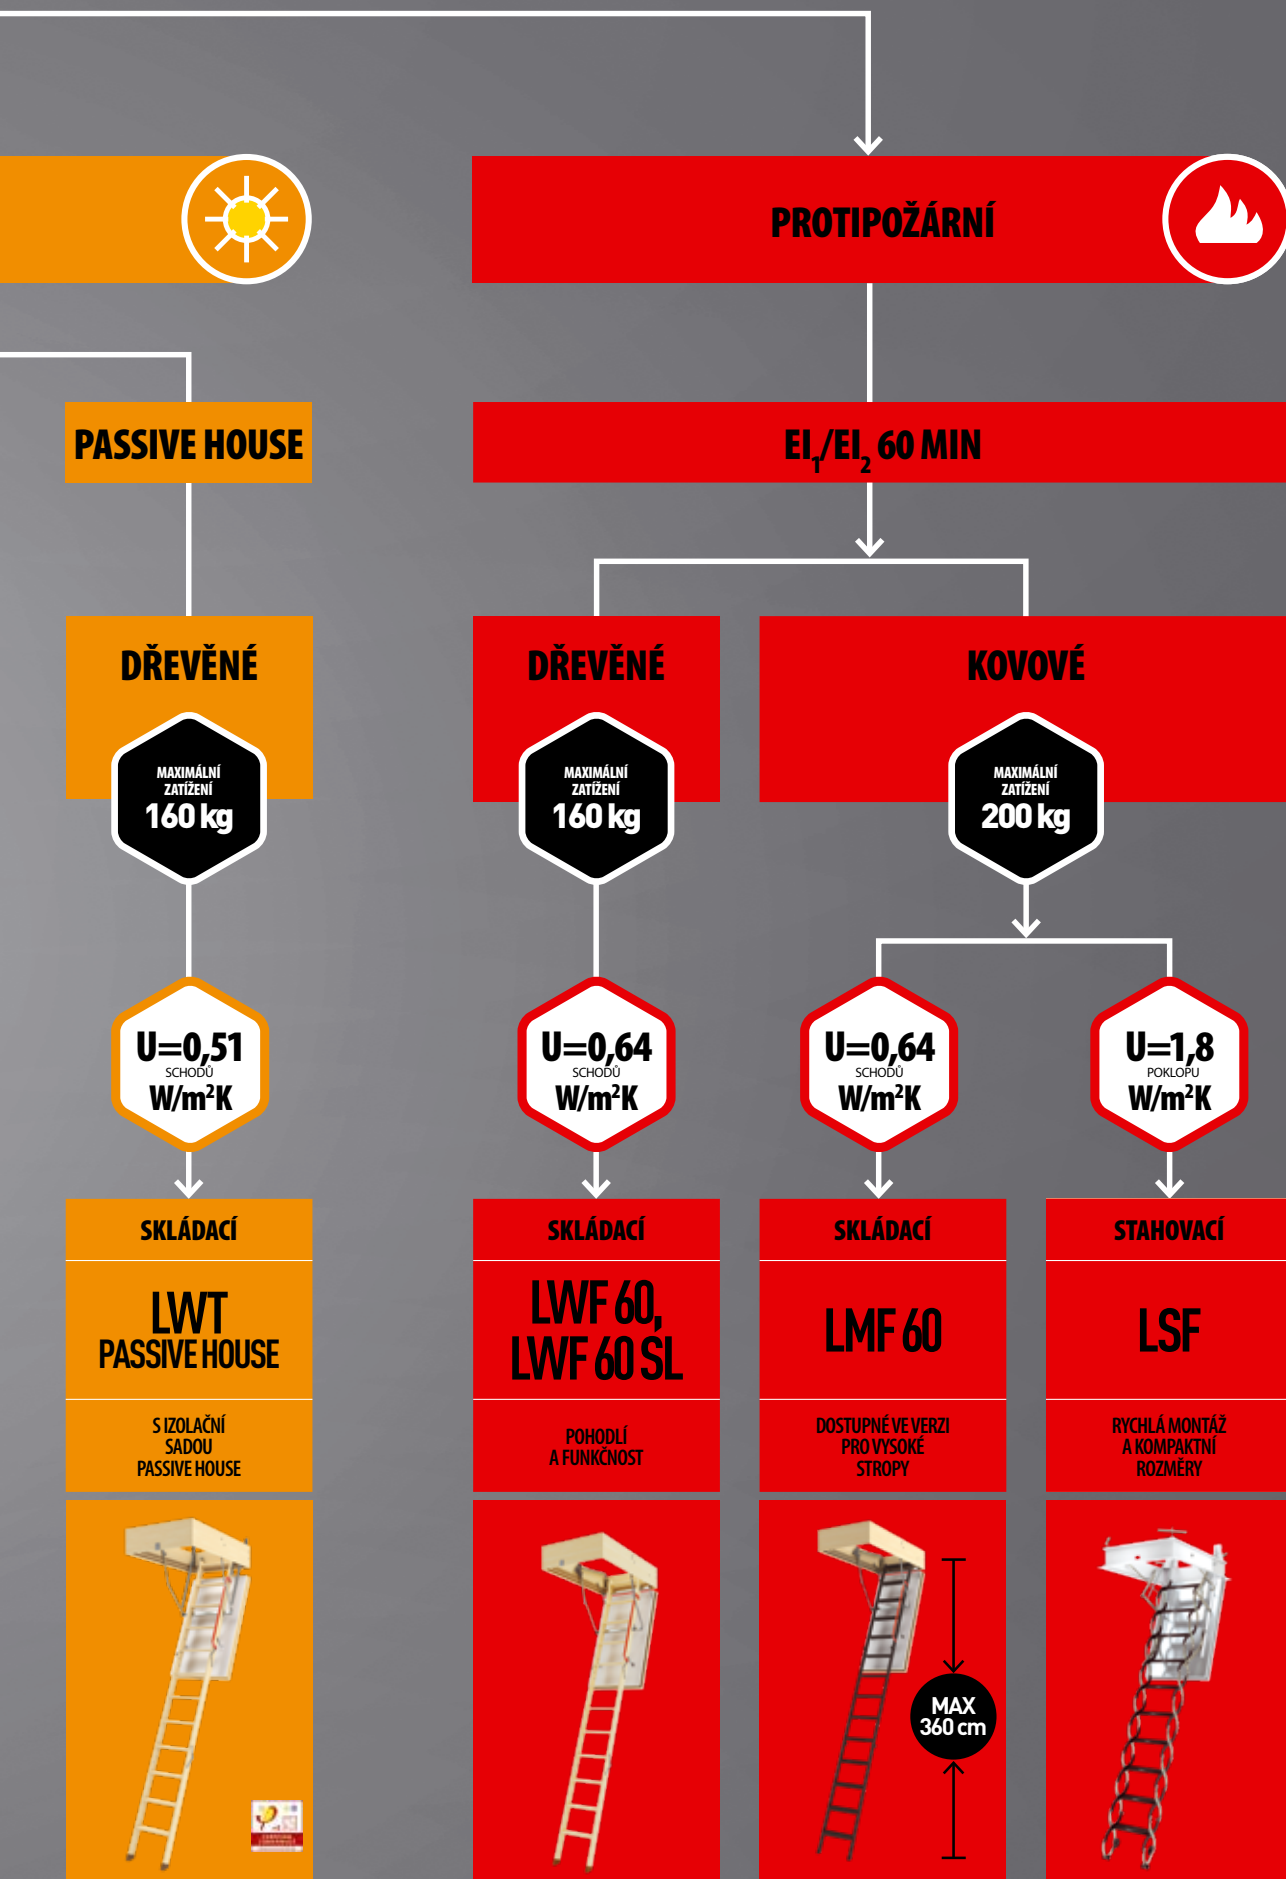 PROTIPOŽÁRNÍ
PASSIVE HOUSE
EI₁/EI₂ 60 MIN
DŘEVĚNÉ
MAXIMÁLNÍ
ZATÍŽENÍ
160 kg
DŘEVĚNÉ
MAXIMÁLNÍ
ZATÍŽENÍ
160 kg
KOVOVÉ
MAXIMÁLNÍ
ZATÍŽENÍ
200 kg
U=0,51
SCHODŮ
W/m²K
U=0,64
SCHODŮ
W/m²K
U=0,64
SCHODŮ
W/m²K
U=1,8
POKLOPU
W/m²K
SKLÁDACÍ
LWT
PASSIVE HOUSE
S IZOLAČNÍ
SADOU
PASSIVE HOUSE
SKLÁDACÍ
LWF 60,
LWF 60 SL
POHODLÍ
A FUNKČNOST
SKLÁDACÍ
LMF 60
DOSTUPNÉ VE VERZI
PRO VYSOKÉ
STROPY
MAX
360 cm
STAHOVACÍ
LSF
RYCHLÁ MONTÁŽ
A KOMPAKTNÍ
ROZMĚRY